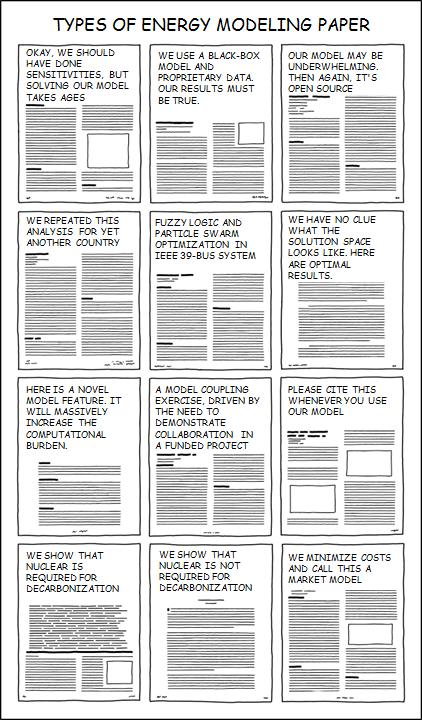 TYPES OF ENERGY MODELING PAPER
OKAY, WE SHOULD
HAVE DONE
SENSITIVITIES, BUT
SOLVING OUR MODEL
TAKES AGES
WE USE A BLACK-BOX
MODEL AND
PROPRIETARY DATA.
OUR RESULTS MUST
BE TRUE.
OUR MODEL MAY BE
UNDERWHELMING.
THEN AGAIN, IT'S
OPEN SOURCE
WE REPEATED THIS
ANALYSIS FOR YET
ANOTHER COUNTRY
FUZZY LOGIC AND
PARTICLE SWARM
OPTIMIZATION IN
IEEE 39-BUS SYSTEM
WE HAVE NO CLUE
WHAT THE
SOLUTION SPACE
LOOKS LIKE. HERE
ARE OPTIMAL
RESULTS.
HERE IS A NOVEL
MODEL FEATURE. IT
WILL MASSIVELY
INCREASE THE
COMPUTATIONAL
BURDEN.
A MODEL COUPLING
EXERCISE, DRIVEN BY
THE NEED TO
DEMONSTRATE
COLLABORATION IN
A FUNDED PROJECT
PLEASE CITE THIS
WHENEVER YOU USE
OUR MODEL
WE SHOW THAT
NUCLEAR IS
REQUIRED FOR
DECARBONIZATION
WE SHOW THAT
NUCLEAR IS NOT
REQUIRED FOR
DECARBONIZATION
WE MINIMIZE COSTS
AND CALL THIS A
MARKET MODEL